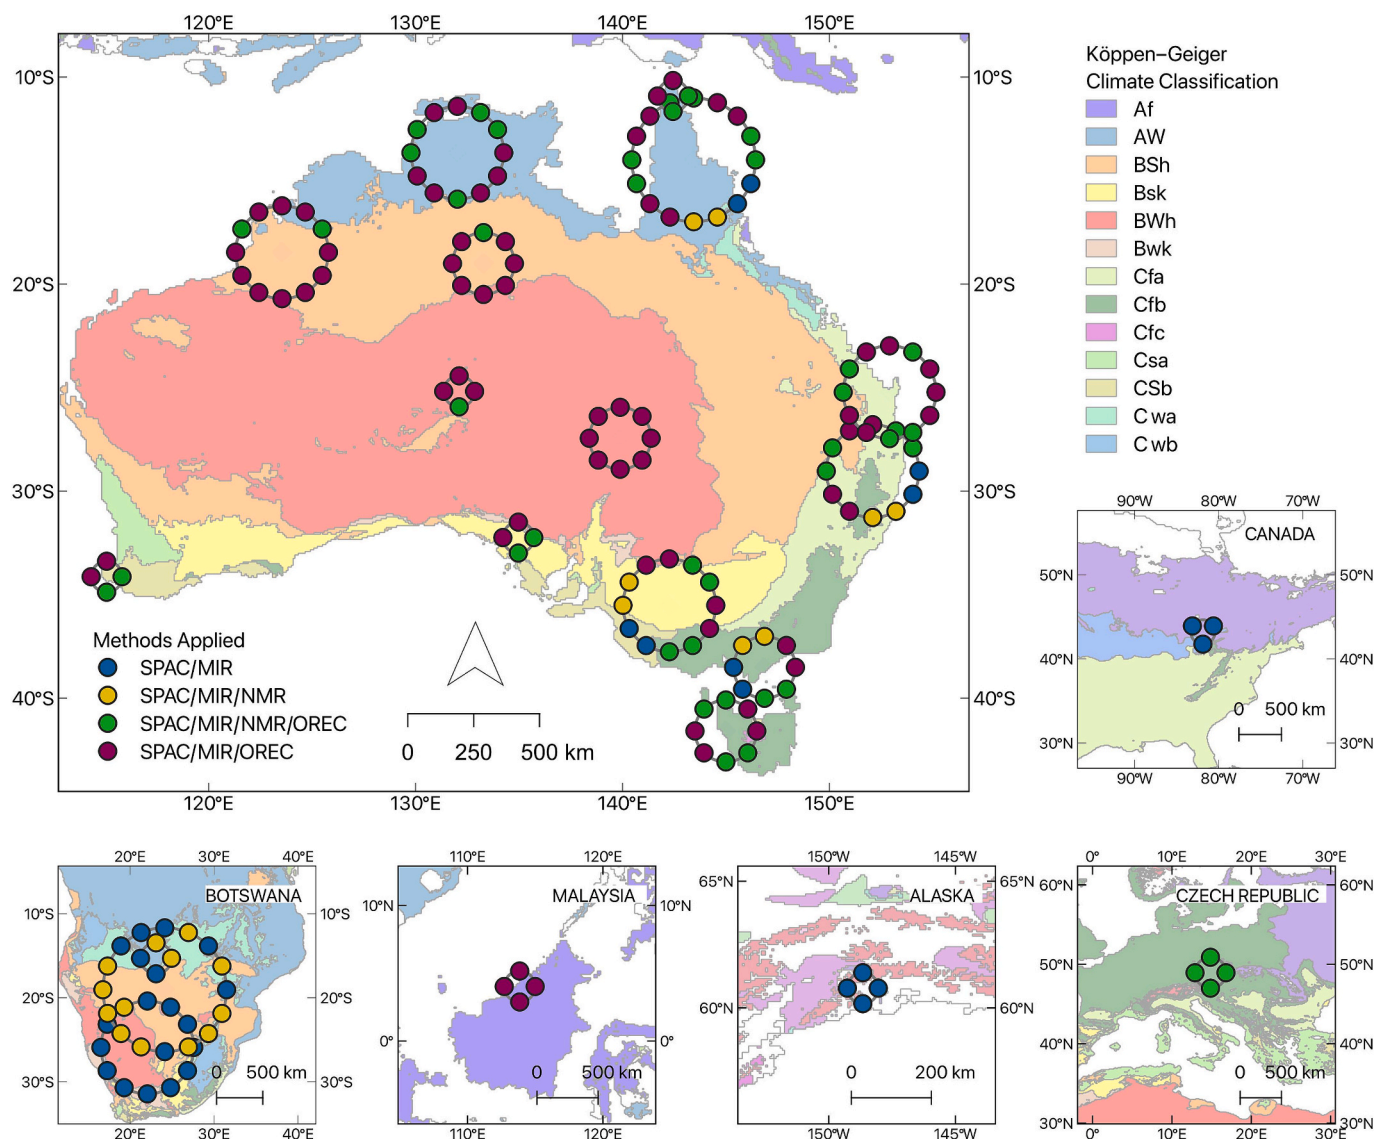 120°E 130°E 140°E 150°E
10°S 10°S
20°S 20°S
30°S 30°S
40°S 40°S
120°E 130°E 140°E 150°E
Methods Applied
SPAC/MIR
SPAC/MIR/NMR
SPAC/MIR/NMR/OREC
SPAC/MIR/OREC
0 250 500 km
Köppen–Geiger
Climate Classification
Af
AW
BSh
Bsk
BWh
Bwk
Cfa
Cfb
Cfc
Csa
CSb
Cwa
Cwb
90°W 80°W 70°W
CANADA
50°N 50°N
40°N 40°N
0 500 km
30°N 30°N
90°W 80°W 70°W
20°E 30°E 40°E
BOTSWANA
10°S 10°S
20°S 20°S
0 500 km
30°S 30°S
20°E 30°E 40°E
110°E 120°E
MALAYSIA
10°N 10°N
0° 0°
0 500 km
110°E 120°E
150°W 145°W
65°N 65°N
ALASKA
60°N 60°N
0 200 km
150°W 145°W
0° 10°E 20°E 30°E
60°N 60°N
CZECH REPUBLIC
50°N 50°N
40°N 40°N
0 500 km
30°N 30°N
0° 10°E 20°E 30°E